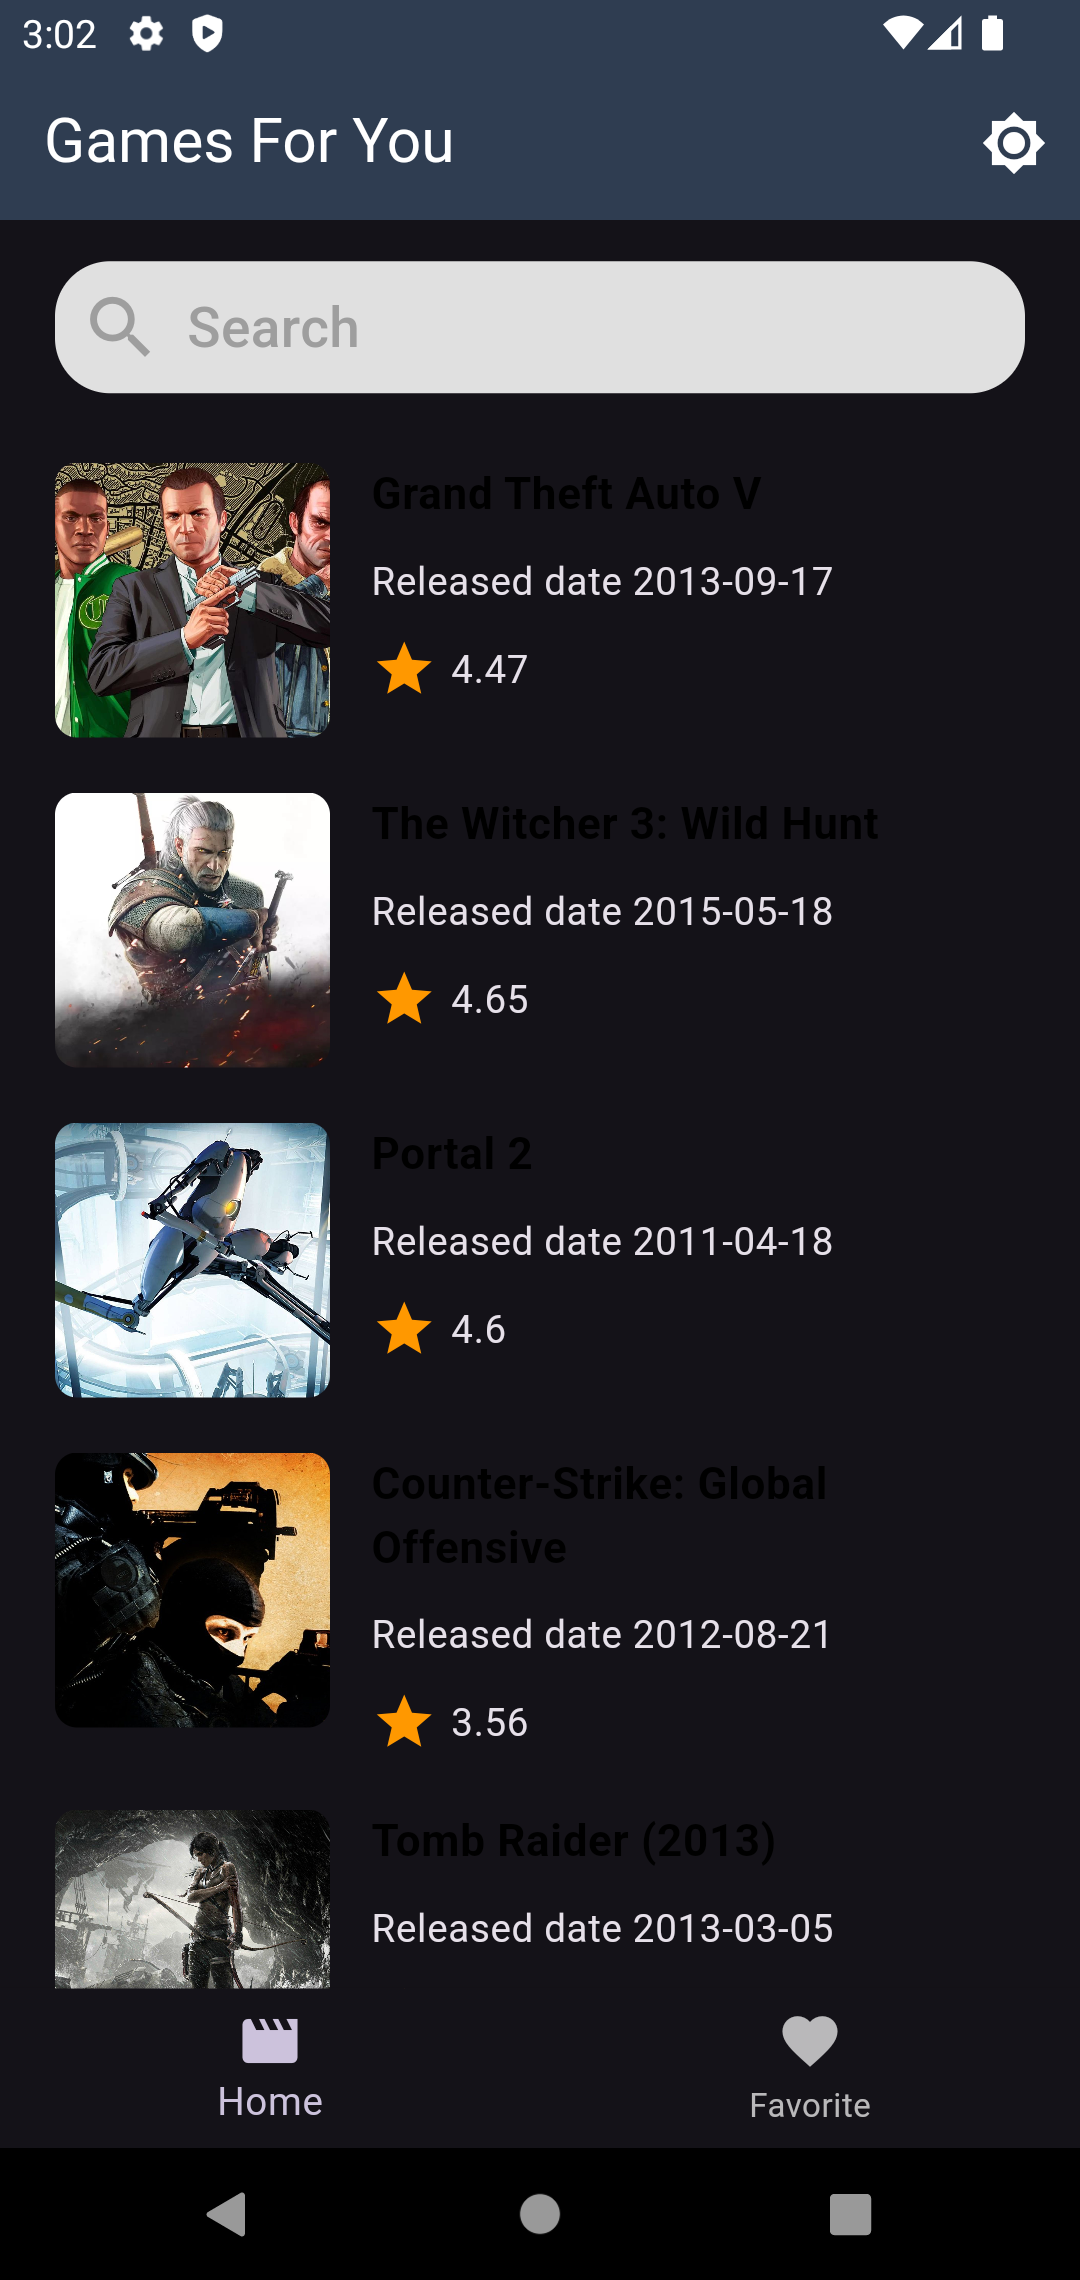 3:02
Games For You
Search
Grand Theft Auto V
Released date 2013-09-17
4.47
The Witcher 3: Wild Hunt
Released date 2015-05-18
4.65
Portal 2
Released date 2011-04-18
4.6
Counter-Strike: Global
Offensive
Released date 2012-08-21
3.56
Tomb Raider (2013)
Released date 2013-03-05
Home
Favorite